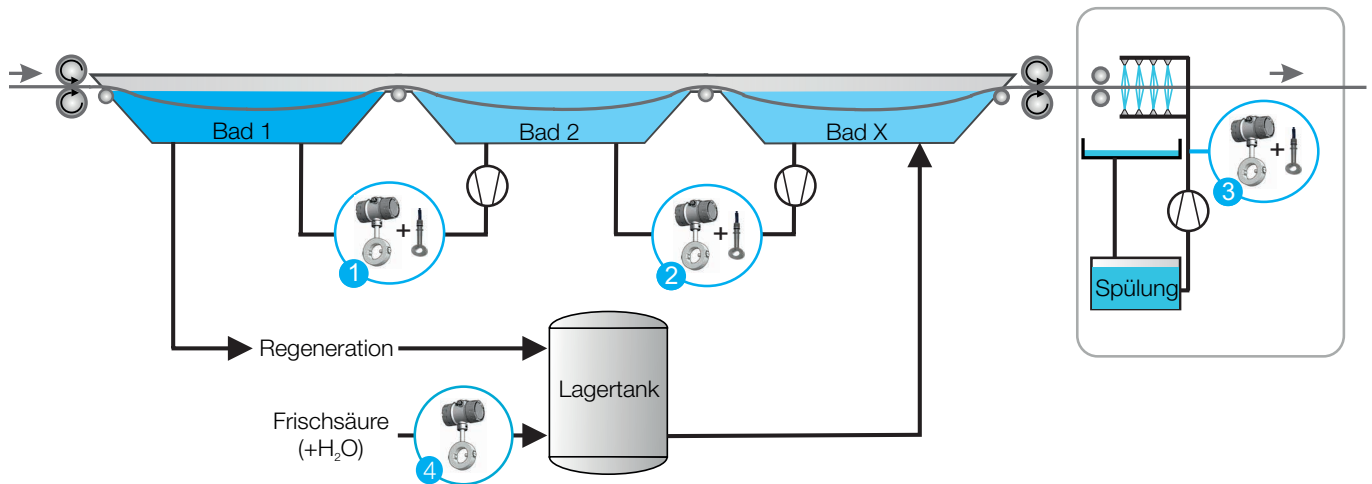 Bad 1
Bad 2
Bad X
+
1
+
2
+
3
Spülung
Regeneration
Lagertank
Frischsäure
(+H₂O)
4